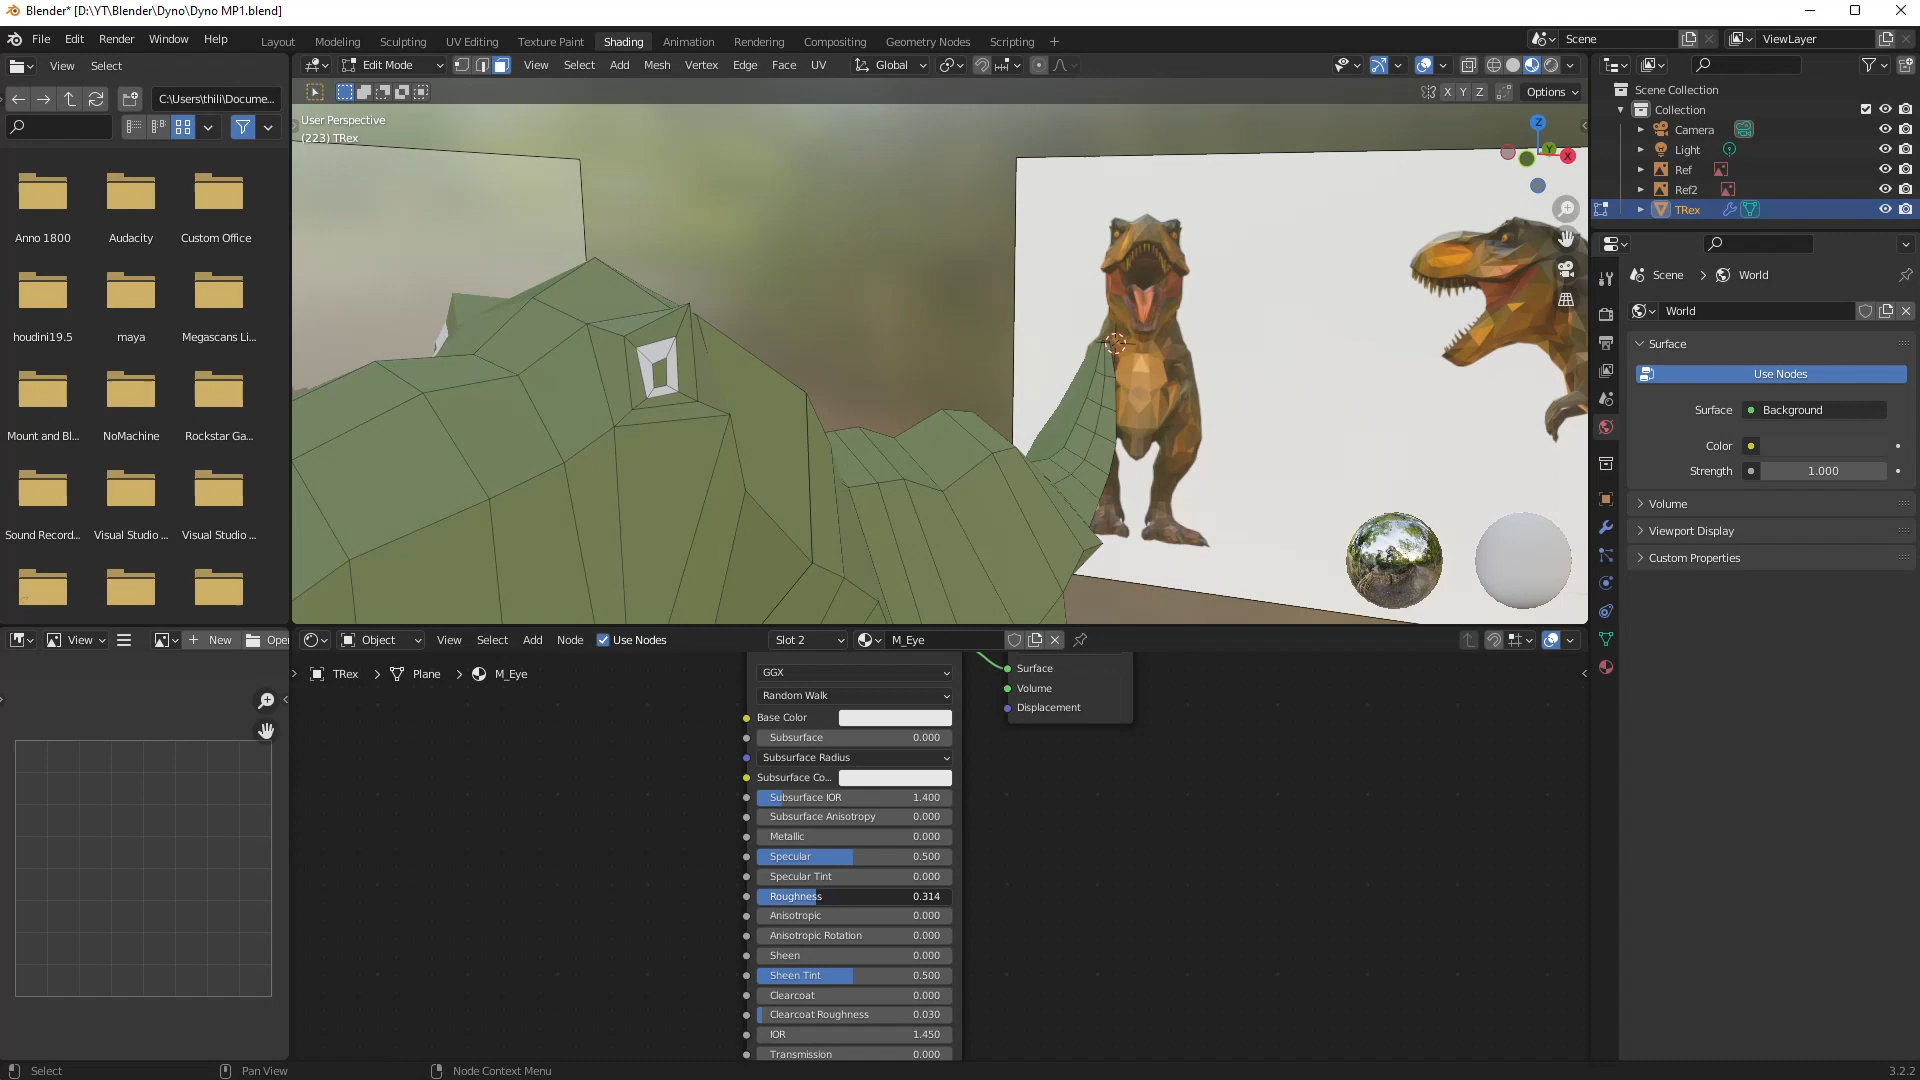 Blender* [D:\YT\Blender\Dyno\Dyno MP1.blend]
File Edit Render Window Help
Layout Modeling Sculpting UV Editing Texture Paint Shading Animation Rendering Compositing Geometry Nodes Scripting +
Scene
ViewLayer
View Select
C:\Users\thili\Docume...
Edit Mode
View Select Add Mesh Vertex Edge Face UV
Global
X Y Z
Options
User Perspective
(223) TRex
Z
Y
X
Anno 1800 Audacity Custom Office
houdini19.5 maya Megascans Li...
Mount and Bl... NoMachine Rockstar Ga...
Sound Record... Visual Studio ... Visual Studio ...
Scene Collection
Collection
Camera
Light
Ref
Ref2
TRex
Scene > World
World
Surface
Use Nodes
Surface Background
Color
Strength 1.000
Volume
Viewport Display
Custom Properties
View
New
Open
Object
View Select Add Node Use Nodes
Slot 2
M_Eye
TRex > Plane > M_Eye
GGX
Random Walk
Base Color
Subsurface 0.000
Subsurface Radius
Subsurface Co...
Subsurface IOR 1.400
Subsurface Anisotropy 0.000
Metallic 0.000
Specular 0.500
Specular Tint 0.000
Roughness 0.314
Anisotropic 0.000
Anisotropic Rotation 0.000
Sheen 0.000
Sheen Tint 0.500
Clearcoat 0.000
Clearcoat Roughness 0.030
IOR 1.450
Transmission 0.000
Surface
Volume
Displacement
Select
Pan View
Node Context Menu
3.2.2